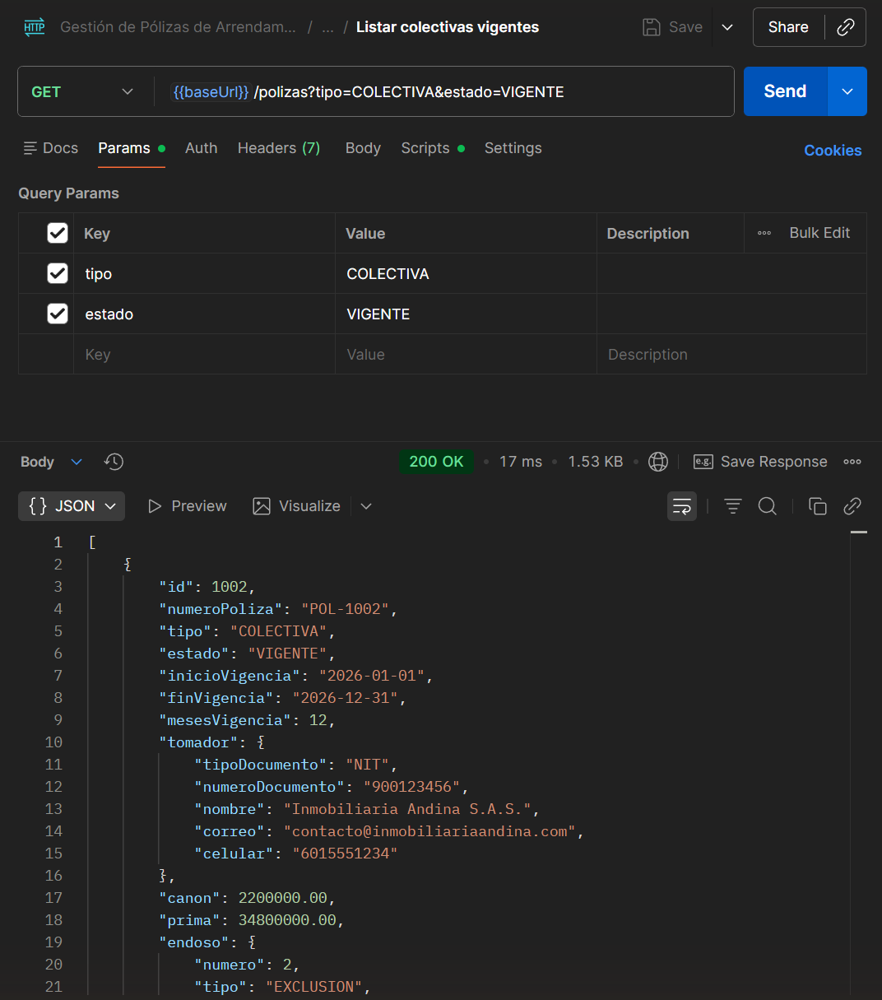 HTTP Gestión de Pólizas de Arrendam... / ... / Listar colectivas vigentes Save Share
GET {{baseUrl}} /polizas?tipo=COLECTIVA&estado=VIGENTE Send
Docs Params Auth Headers (7) Body Scripts Settings Cookies
Query Params
Key Value Description Bulk Edit
tipo COLECTIVA
estado VIGENTE
Key Value Description
Body 200 OK • 17 ms • 1.53 KB • e.g. Save Response
{} JSON Preview Visualize
1 [
2 {
3 "id": 1002,
4 "numeroPoliza": "POL-1002",
5 "tipo": "COLECTIVA",
6 "estado": "VIGENTE",
7 "inicioVigencia": "2026-01-01",
8 "finVigencia": "2026-12-31",
9 "mesesVigencia": 12,
10 "tomador": {
11 "tipoDocumento": "NIT",
12 "numeroDocumento": "900123456",
13 "nombre": "Inmobiliaria Andina S.A.S.",
14 "correo": "contacto@inmobiliariaandina.com",
15 "celular": "6015551234"
16 },
17 "canon": 2200000.00,
18 "prima": 34800000.00,
19 "endoso": {
20 "numero": 2,
21 "tipo": "EXCLUSION",